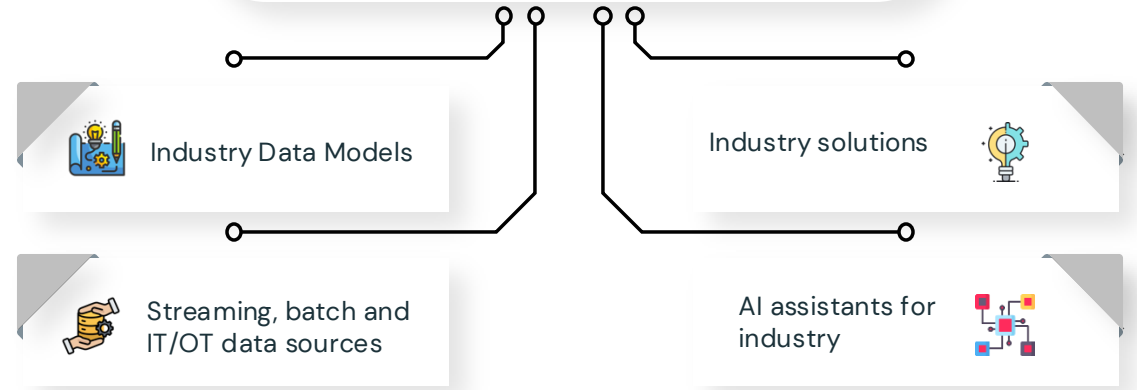 Industry Data Models
Industry solutions
Streaming, batch and
IT/OT data sources
AI assistants for
industry